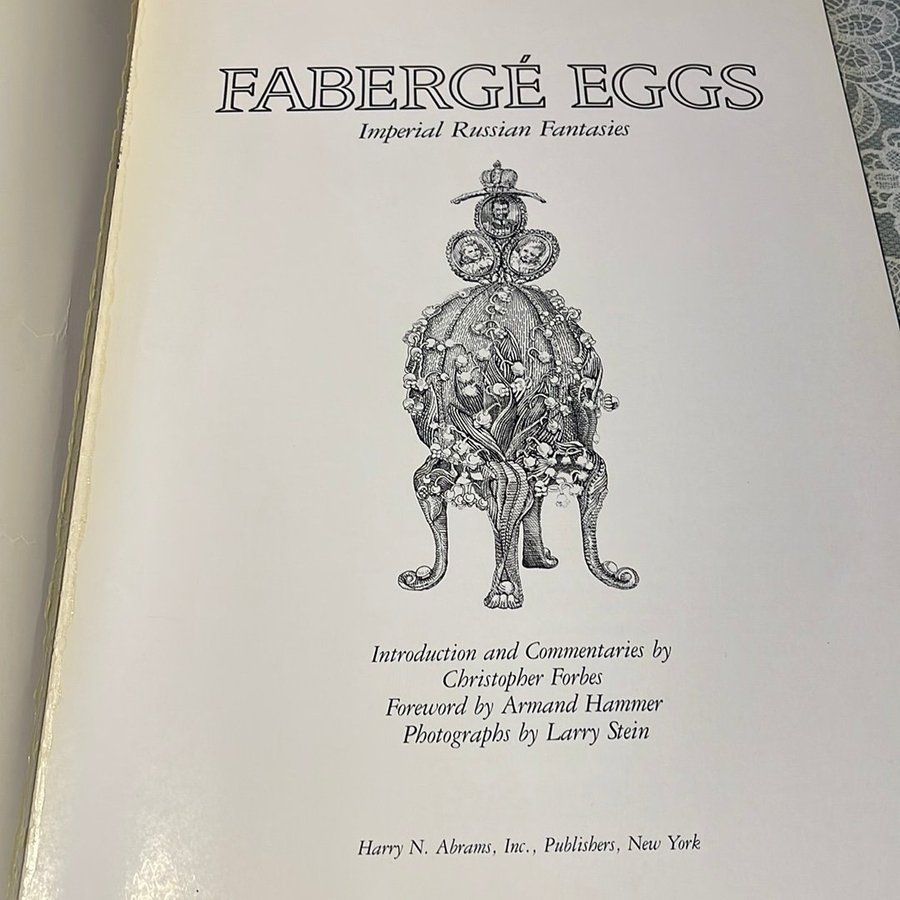 FABERGÉ EGGS
Imperial Russian Fantasies
Introduction and Commentaries by
Christopher Forbes
Foreword by Armand Hammer
Photographs by Larry Stein
Harry N. Abrams, Inc., Publishers, New York